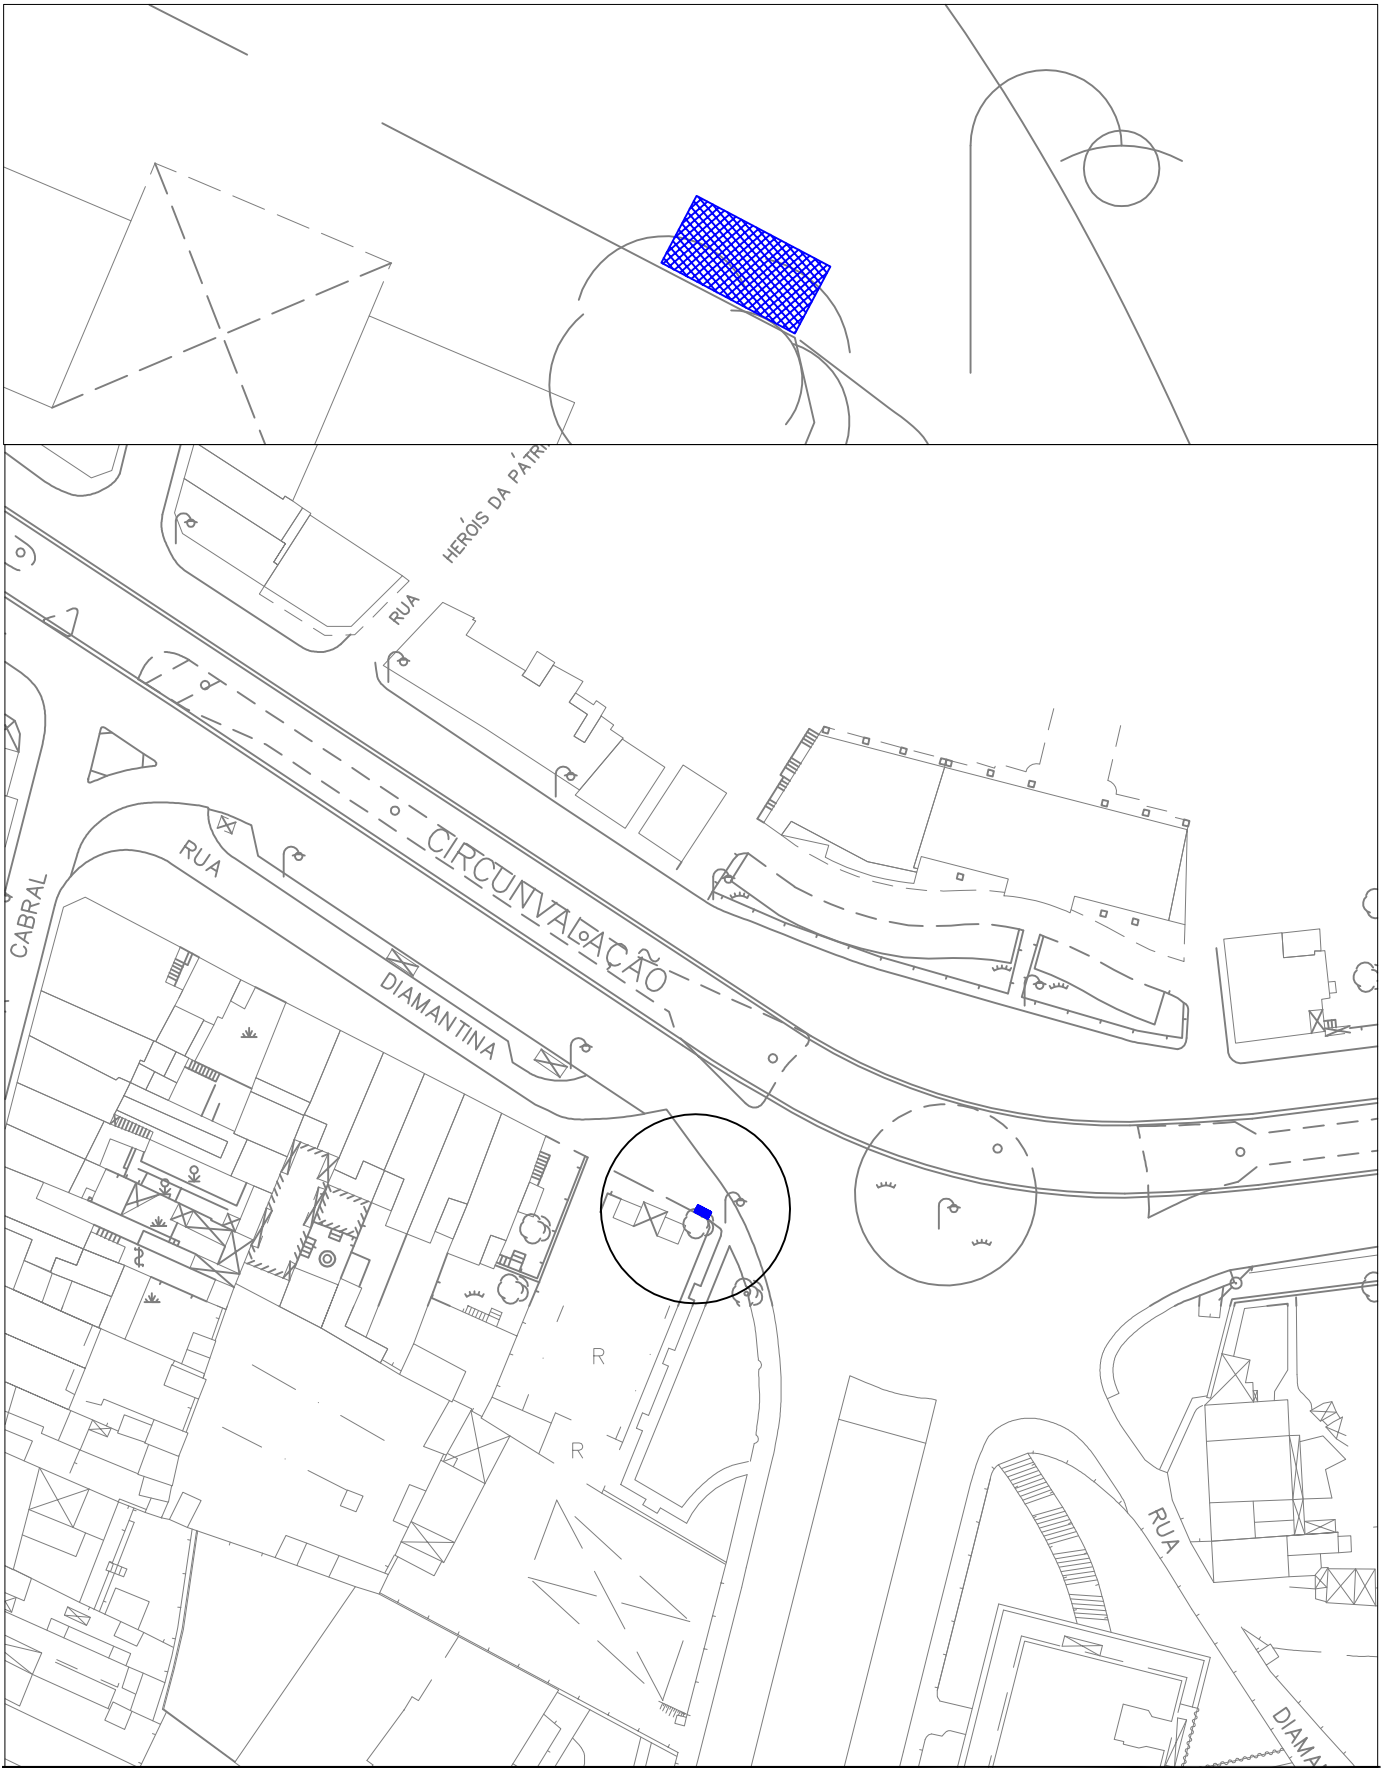 HERÓIS DA PÁTRI
RUA
CIRCUNVALAÇÃO
RUA
DIAMANTINA
CABRAL
R
R
RUA
DIAMA